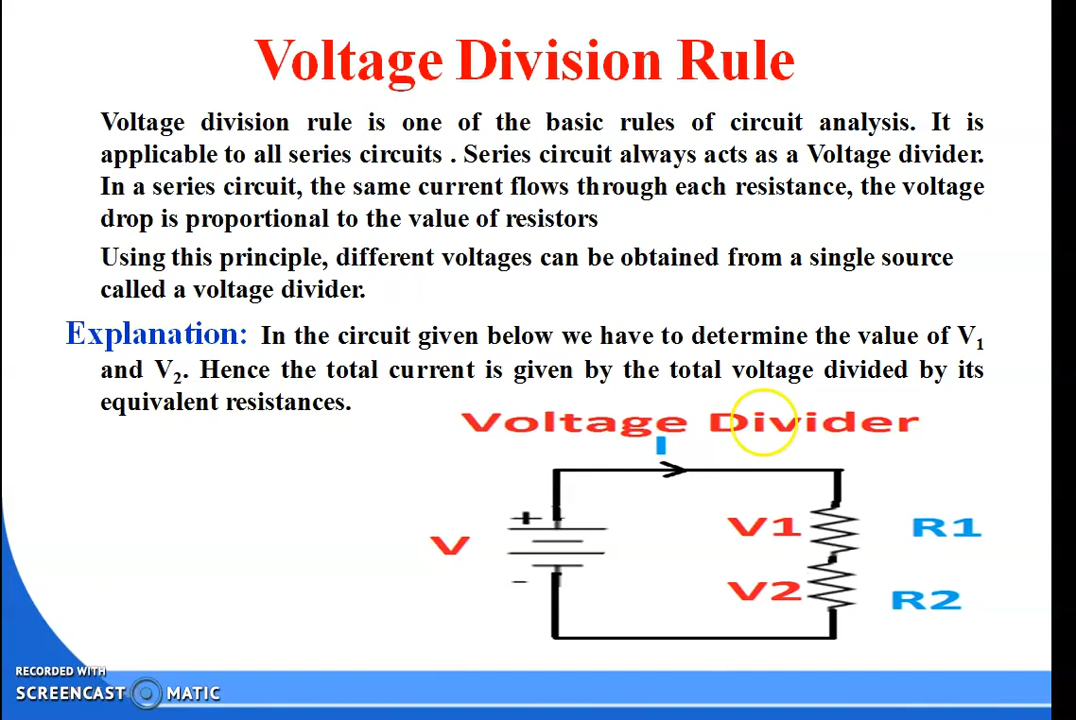 Voltage Division Rule
Voltage division rule is one of the basic rules of circuit analysis. It is
applicable to all series circuits . Series circuit always acts as a Voltage divider.
In a series circuit, the same current flows through each resistance, the voltage
drop is proportional to the value of resistors
Using this principle, different voltages can be obtained from a single source
called a voltage divider.
Explanation: In the circuit given below we have to determine the value of V1
and V2. Hence the total current is given by the total voltage divided by its
equivalent resistances.
Voltage Divider
I
+
V1 R1
V
-
V2 R2
RECORDED WITH
SCREENCAST MATIC